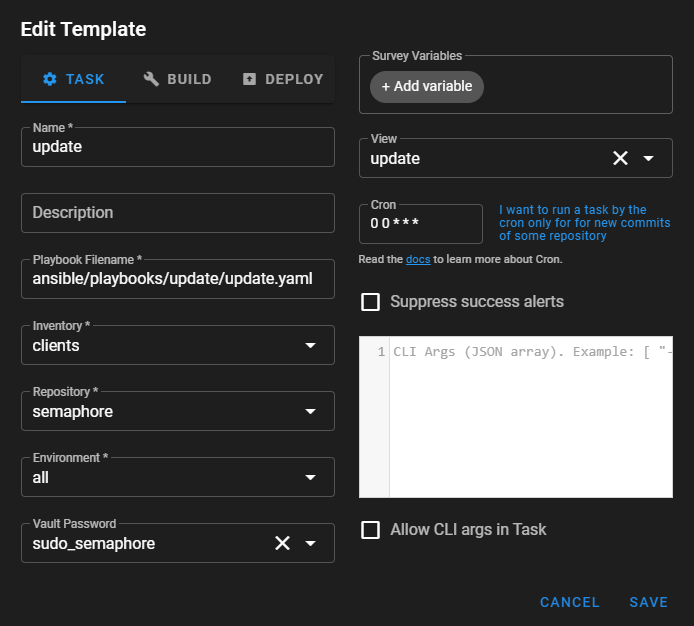 Edit Template
TASK
BUILD
DEPLOY
Name *
update
Description
Playbook Filename *
ansible/playbooks/update/update.yaml
Inventory *
clients
Repository *
semaphore
Environment *
all
Vault Password
sudo_semaphore
Survey Variables
+ Add variable
View
update
Cron
0 0 * * *
I want to run a task by the
cron only for for new commits
of some repository
Read the docs to learn more about Cron.
Suppress success alerts
1 CLI Args (JSON array). Example: [ "-
Allow CLI args in Task
CANCEL
SAVE